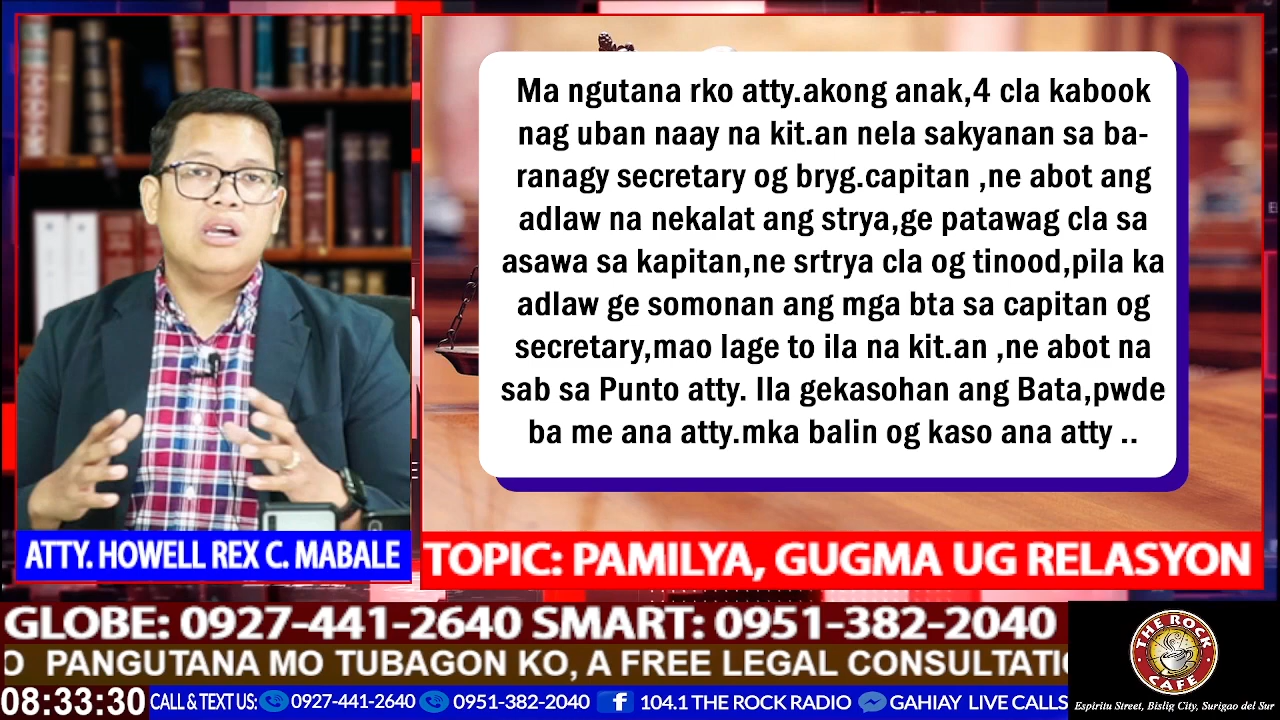 Ma ngutana rko atty.akong anak,4 cla kabook
nag uban naay na kit.an nela sakyanan sa ba-
ranagy secretary og bryg.capitan ,ne abot ang
adlaw na nekalat ang strya,ge patawag cla sa
asawa sa kapitan,ne srtrya cla og tinood,pila ka
adlaw ge somonan ang mga bta sa capitan og
secretary,mao lage to ila na kit.an ,ne abot na
sab sa Punto atty. Ila gekasohan ang Bata,pwde
ba me ana atty.mka balin og kaso ana atty ..
ATTY. HOWELL REX C. MABALE
TOPIC: PAMILYA, GUGMA UG RELASYON
GLOBE: 0927-441-2640 SMART: 0951-382-2040
O PANGUTANA MO TUBAGON KO, A FREE LEGAL CONSULTATIO
08:33:30
CALL & TEXT US: 0927-441-2640 0951-382-2040 104.1 THE ROCK RADIO GAHIAY LIVE CALLS
THE ROCK
CAFE
Espiritu Street, Bislig City, Surigao del Sur